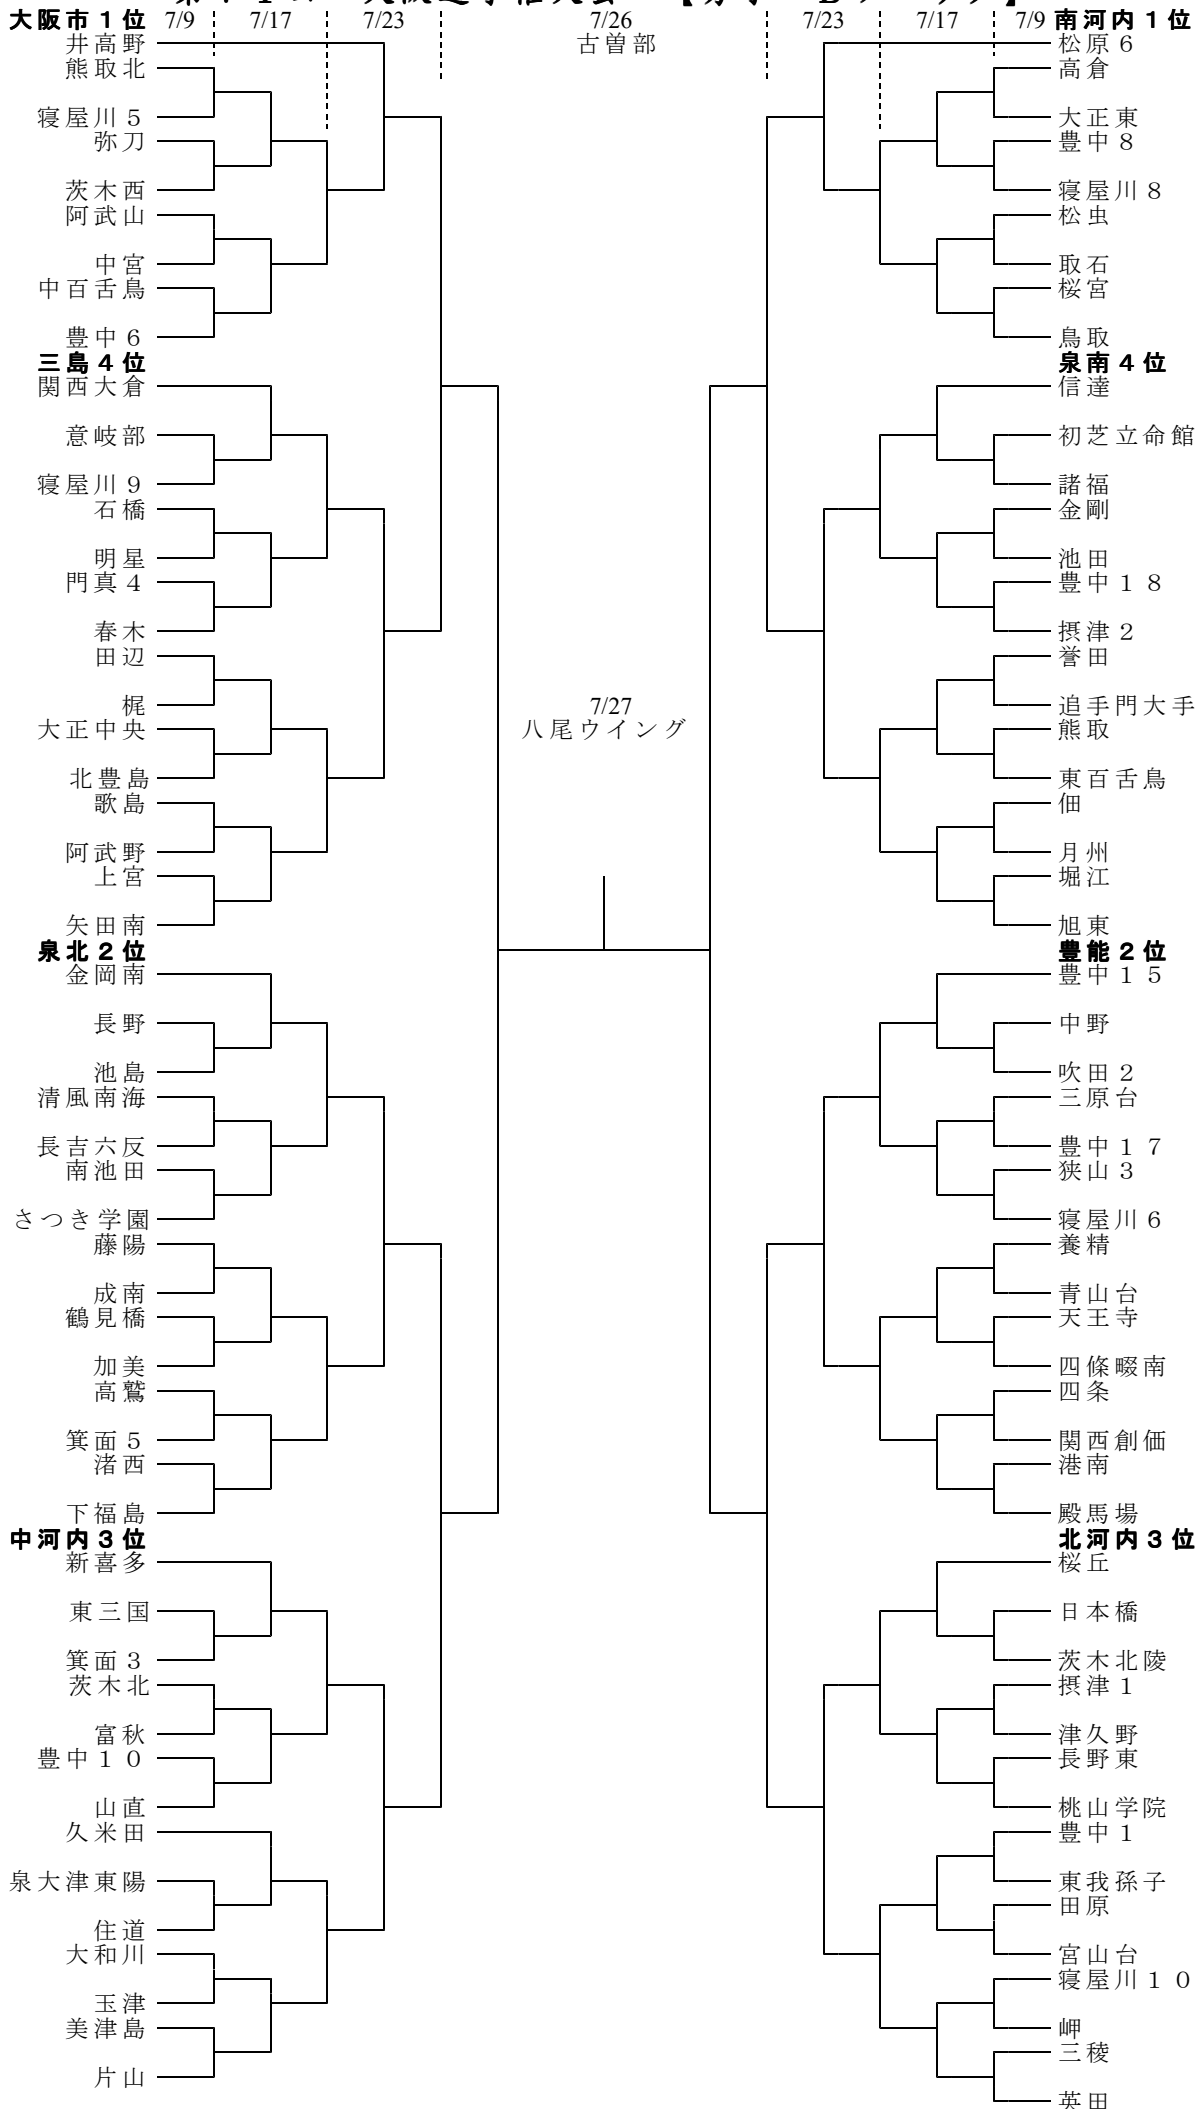 大阪市１位 7/9 7/17 7/23 7/26 7/23 7/17 7/9 南河内１位
古曽部
井高野
熊取北
寝屋川５
弥刀
茨木西
阿武山
中宮
中百舌鳥
豊中６
三島４位
関西大倉
意岐部
寝屋川９
石橋
明星
門真４
春木
田辺
梶
大正中央
北豊島
歌島
阿武野
上宮
矢田南
泉北２位
金岡南
長野
池島
清風南海
長吉六反
南池田
さつき学園
藤陽
成南
鶴見橋
加美
高鷲
箕面５
渚西
下福島
中河内３位
新喜多
東三国
箕面３
茨木北
富秋
豊中１０
山直
久米田
泉大津東陽
住道
大和川
玉津
美津島
片山
7/27
八尾ウイング
松原６
高倉
大正東
豊中８
寝屋川８
松虫
取石
桜宮
鳥取
泉南４位
信達
初芝立命館
諸福
金剛
池田
豊中１８
摂津２
誉田
追手門大手
熊取
東百舌鳥
佃
月州
堀江
旭東
豊能２位
豊中１５
中野
吹田２
三原台
豊中１７
狭山３
寝屋川６
養精
青山台
天王寺
四條畷南
四条
関西創価
港南
殿馬場
北河内３位
桜丘
日本橋
茨木北陵
摂津１
津久野
長野東
桃山学院
豊中１
東我孫子
田原
宮山台
寝屋川１０
岬
三稜
英田